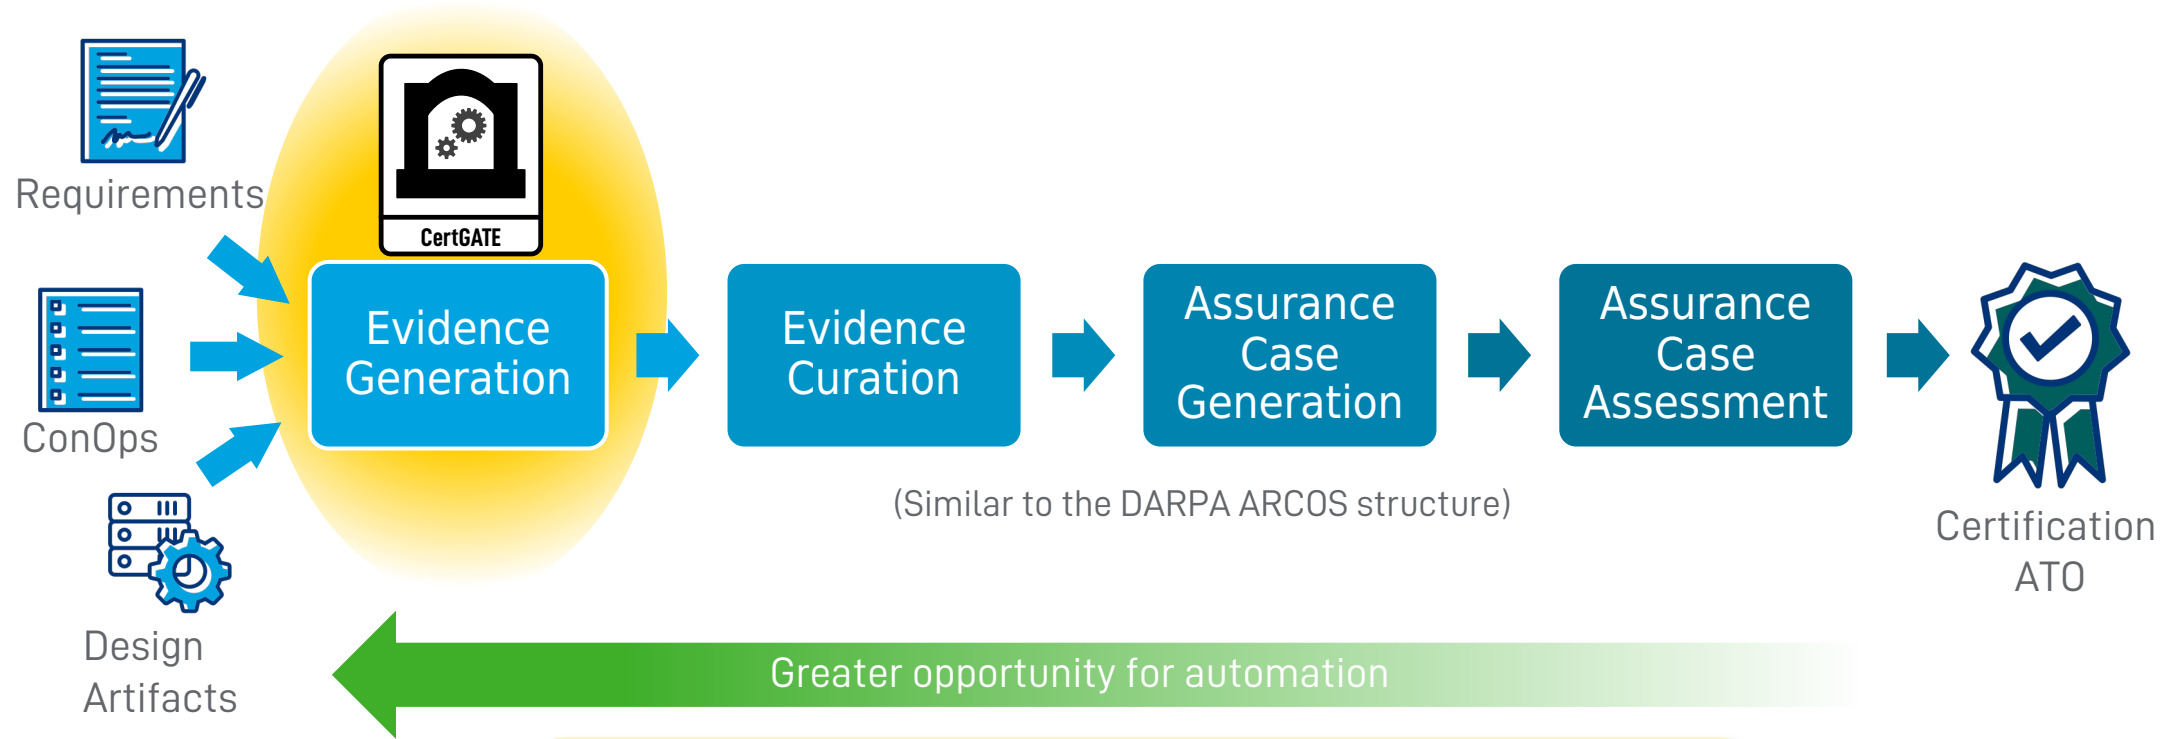 Requirements
ConOps
Design
Artifacts
CertGATE
Evidence
Generation
Evidence
Curation
Assurance
Case
Generation
Assurance
Case
Assessment
(Similar to the DARPA ARCOS structure)
Certification
ATO
Greater opportunity for automation